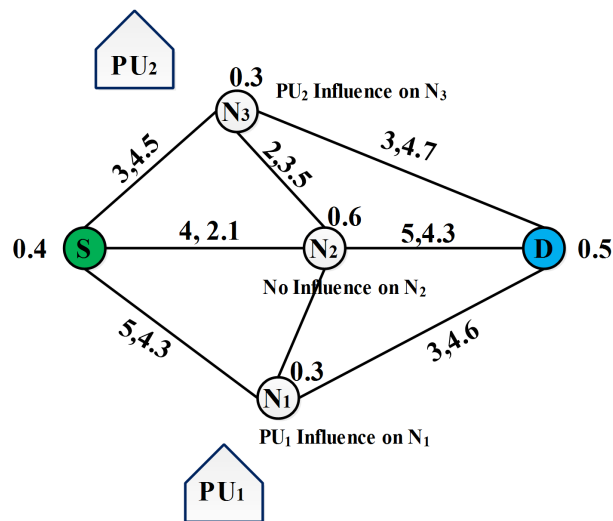 PU2
0.3
PU2 Influence on N3
N3
3,4.5
2,3.5
3,4.7
0.6
0.4
S
4, 2.1
N2
5,4.3
D
0.5
No Influence on N2
5,4.3
0.3
3,4.6
N1
PU1 Influence on N1
PU1